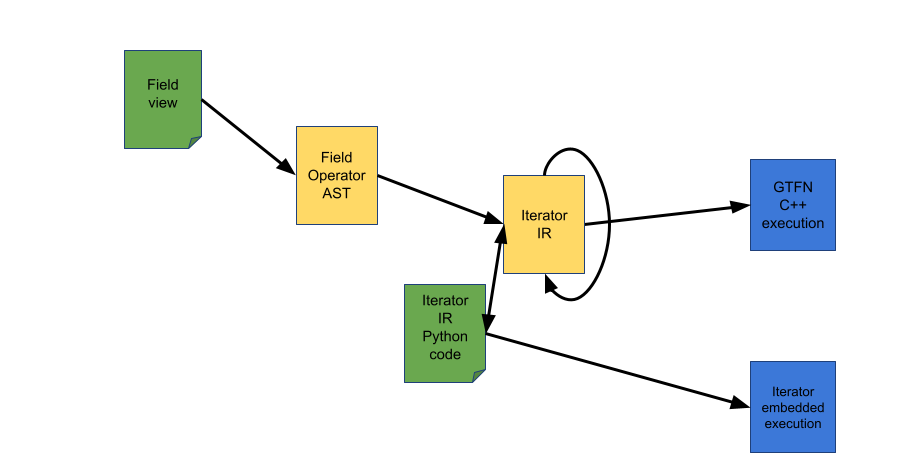 Field
view
Field
Operator
AST
Iterator
IR
GTFN
C++
execution
Iterator
IR
Python
code
Iterator
embedded
execution